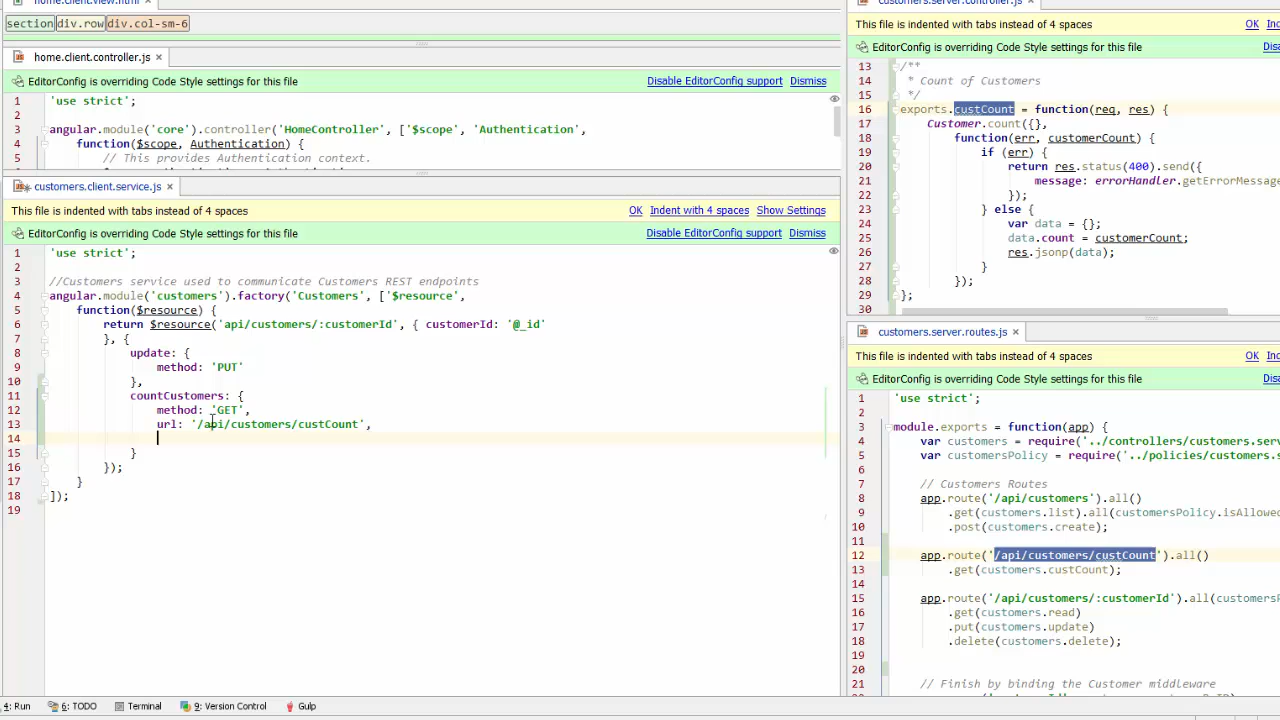 home.client.view.html
section div.row div.col-sm-6
home.client.controller.js
EditorConfig is overriding Code Style settings for this file Disable EditorConfig support Dismiss
1 'use strict';
2
3 angular.module('core').controller('HomeController', ['$scope', 'Authentication',
4 function($scope, Authentication) {
5 // This provides Authentication context.
customers.client.service.js
This file is indented with tabs instead of 4 spaces OK Indent with 4 spaces Show Settings
EditorConfig is overriding Code Style settings for this file Disable EditorConfig support Dismiss
1 'use strict';
2
3 //Customers service used to communicate Customers REST endpoints
4 angular.module('customers').factory('Customers', ['$resource',
5 function($resource) {
6 return $resource('api/customers/:customerId', { customerId: '@_id'
7 }, {
8 update: {
9 method: 'PUT'
10 },
11 countCustomers: {
12 method: 'GET',
13 url: '/api/customers/custCount',
14
15 }
16 });
17 }
18 ]);
19
customers.server.controller.js
This file is indented with tabs instead of 4 spaces OK
EditorConfig is overriding Code Style settings for this file
13 /**
14 * Count of Customers
15 */
16 exports.custCount = function(req, res) {
17 Customer.count({},
18 function(err, customerCount) {
19 if (err) {
20 return res.status(400).send({
21 message: errorHandler.getErrorMessage
22 });
23 } else {
24 var data = {};
25 data.count = customerCount;
26 res.jsonp(data);
27 }
28 });
29 };
customers.server.routes.js
This file is indented with tabs instead of 4 spaces OK
EditorConfig is overriding Code Style settings for this file
1 'use strict';
2
3 module.exports = function(app) {
4 var customers = require('../controllers/customers.serv
5 var customersPolicy = require('../policies/customers.s
6
7 // Customers Routes
8 app.route('/api/customers').all()
9 .get(customers.list).all(customersPolicy.isAllowed
10 .post(customers.create);
11
12 app.route('/api/customers/custCount').all()
13 .get(customers.custCount);
14
15 app.route('/api/customers/:customerId').all(customersP
16 .get(customers.read)
17 .put(customers.update)
18 .delete(customers.delete);
19
20
21 // Finish by binding the Customer middleware
4: Run 6: TODO Terminal 9: Version Control Gulp